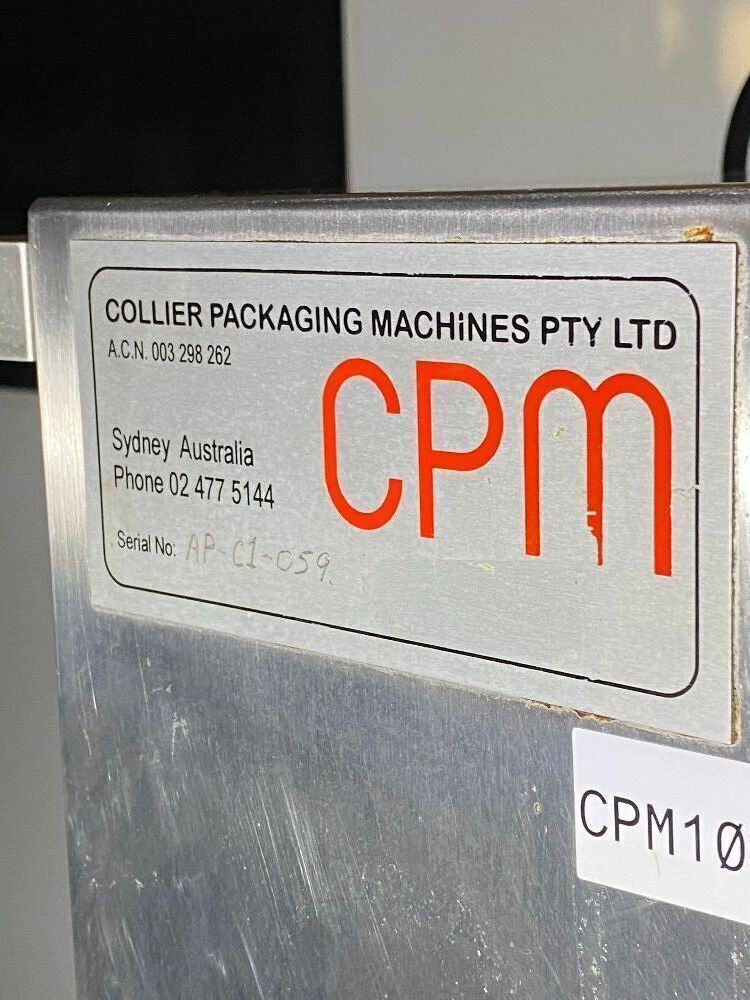 COLLIER PACKAGING MACHiNES PTY LTD
A.C.N. 003 298 262
CPM
Sydney Australia
Phone 02 477 5144
Serial No: AP-C1-059.
CPM10